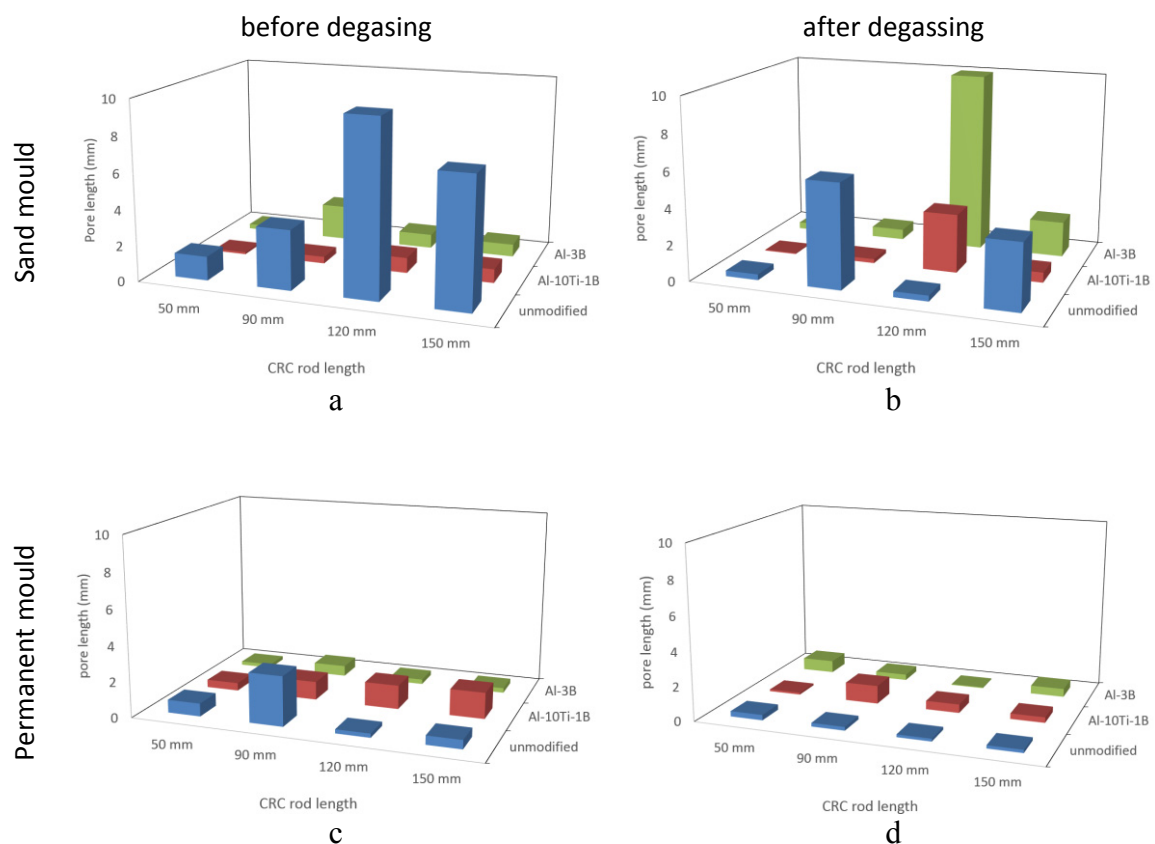 before degasing
after degassing
Sand mould
Pore length (mm)
10
8
6
4
2
0
50 mm
90 mm
120 mm
150 mm
Al-3B
Al-10Ti-1B
unmodified
CRC rod length
a
pore length (mm)
10
8
6
4
2
0
50 mm
90 mm
120 mm
150 mm
Al-3B
Al-10Ti-1B
unmodified
CRC rod length
b
Permanent mould
pore length (mm)
10
8
6
4
2
0
50 mm
90 mm
120 mm
150 mm
Al-3B
Al-10Ti-1B
unmodified
CRC rod length
c
pore length (mm)
10
8
6
4
2
0
50 mm
90 mm
120 mm
150 mm
Al-3B
Al-10Ti-1B
unmodified
CRC rod length
d